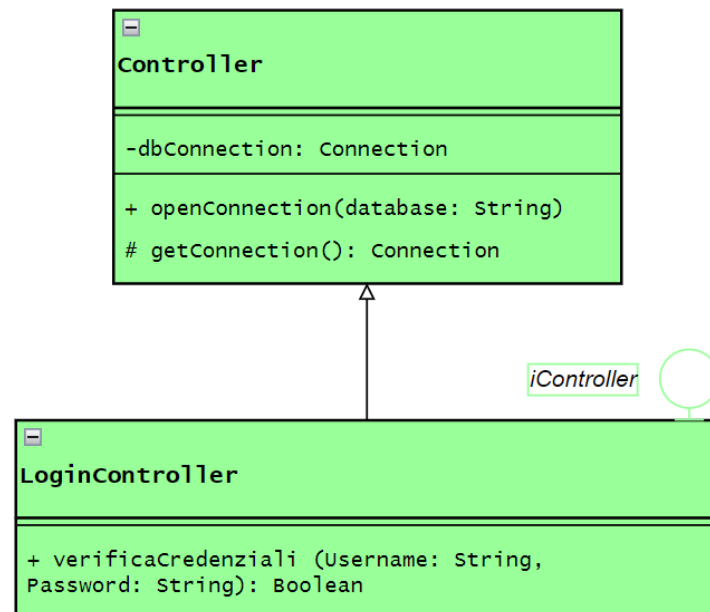 Controller
-dbConnection: Connection
+ openConnection(database: String)
# getConnection(): Connection
iController
LoginController
+ verificaCredenziali (Username: String,
Password: String): Boolean